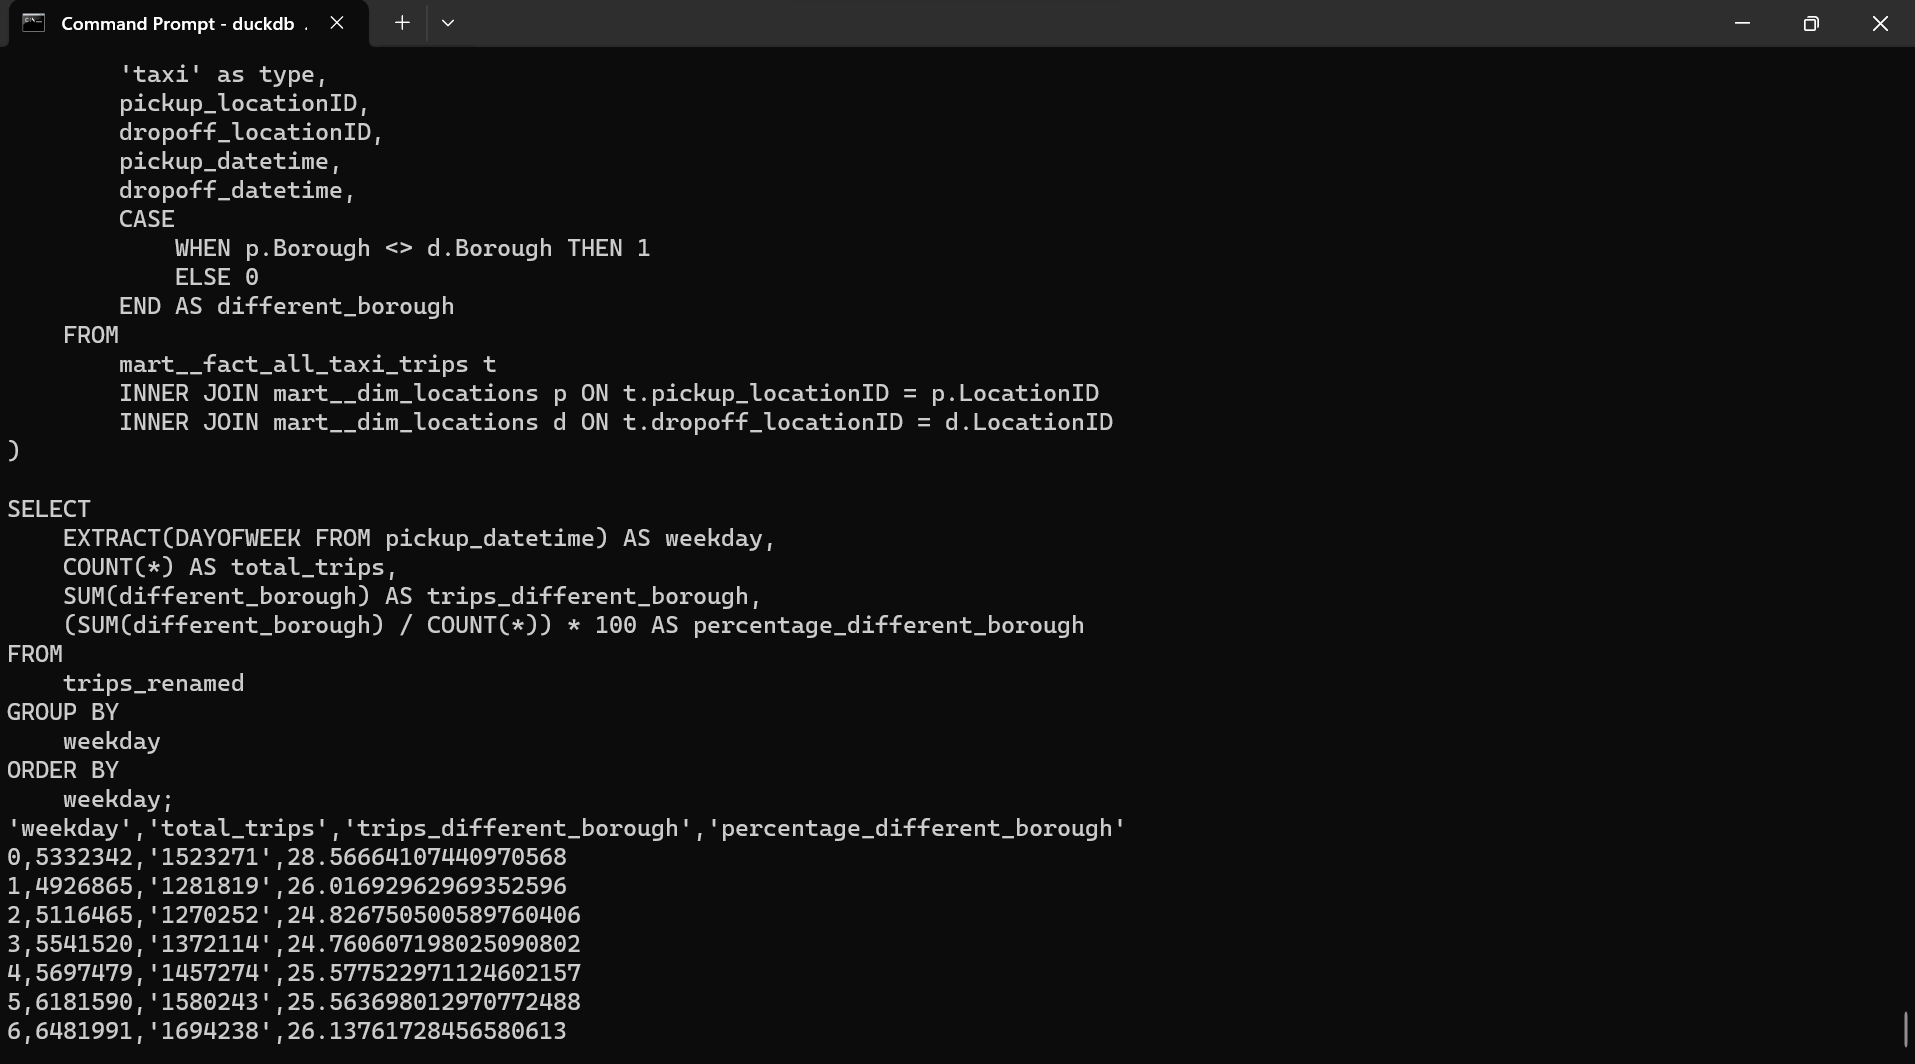 Command Prompt - duckdb .
        'taxi' as type,
        pickup_locationID,
        dropoff_locationID,
        pickup_datetime,
        dropoff_datetime,
        CASE
            WHEN p.Borough <> d.Borough THEN 1
            ELSE 0
        END AS different_borough
    FROM
        mart__fact_all_taxi_trips t
        INNER JOIN mart__dim_locations p ON t.pickup_locationID = p.LocationID
        INNER JOIN mart__dim_locations d ON t.dropoff_locationID = d.LocationID
)
SELECT
    EXTRACT(DAYOFWEEK FROM pickup_datetime) AS weekday,
    COUNT(*) AS total_trips,
    SUM(different_borough) AS trips_different_borough,
    (SUM(different_borough) / COUNT(*)) * 100 AS percentage_different_borough
FROM
    trips_renamed
GROUP BY
    weekday
ORDER BY
    weekday;
'weekday','total_trips','trips_different_borough','percentage_different_borough'
0,5332342,'1523271',28.56664107440970568
1,4926865,'1281819',26.016929629693525​96
2,5116465,'1270252',24.826750500589760406
3,5541520,'1372114',24.760607198025090802
4,5697479,'1457274',25.577522971124602157
5,6181590,'1580243',25.563698012970772488
6,6481991,'1694238',26.13761728456580613